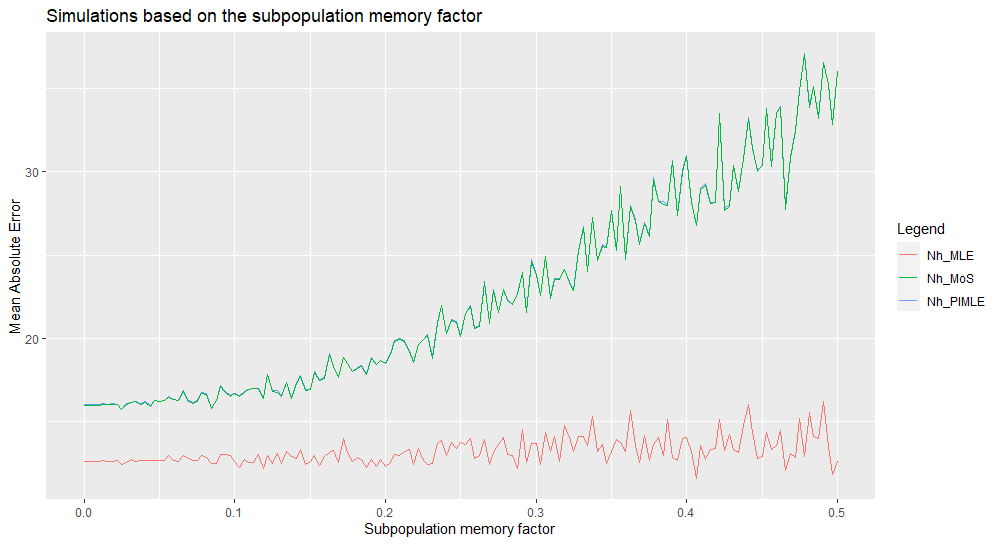 Simulations based on the subpopulation memory factor
Mean Absolute Error
30
20
0.0 0.1 0.2 0.3 0.4 0.5
Subpopulation memory factor
Legend
Nh_MLE
Nh_MoS
Nh_PIMLE